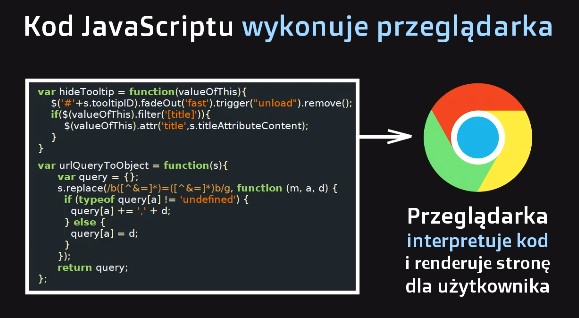 Kod JavaScriptu wykonuje przeglądarka
var hideTooltip = function(valueOfThis){
$('#'+s.tooltipID).fadeOut('fast').trigger("unload").remove();
if($(valueOfThis).filter('[title]')){
$(valueOfThis).attr('title',s.titleAttributeContent);
}
}
var urlQueryToObject = function(s){
var query = {};
s.replace(/b([^&=]*)=([^&=]*)b/g, function (m, a, d) {
if (typeof query[a] != 'undefined') {
query[a] += ',' + d;
} else {
query[a] = d;
}
});
return query;
};
Przeglądarka
interpretuje kod
i renderuje stronę
dla użytkownika